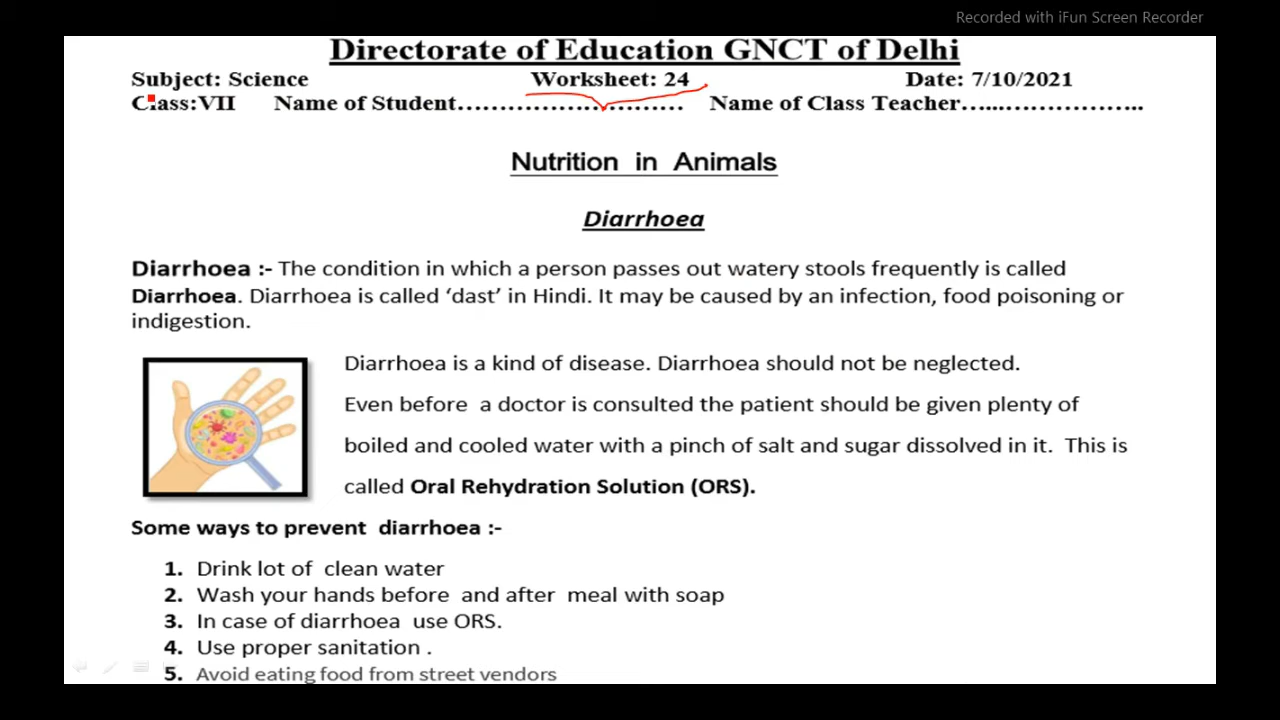 Recorded with iFun Screen Recorder
Directorate of Education GNCT of Delhi
Subject: Science Worksheet: 24 Date: 7/10/2021
Class:VII Name of Student........................... Name of Class Teacher......................
Nutrition in Animals
Diarrhoea
Diarrhoea :- The condition in which a person passes out watery stools frequently is called
Diarrhoea. Diarrhoea is called ‘dast’ in Hindi. It may be caused by an infection, food poisoning or
indigestion.
Diarrhoea is a kind of disease. Diarrhoea should not be neglected.
Even before a doctor is consulted the patient should be given plenty of
boiled and cooled water with a pinch of salt and sugar dissolved in it. This is
called Oral Rehydration Solution (ORS).
Some ways to prevent diarrhoea :-
1. Drink lot of clean water
2. Wash your hands before and after meal with soap
3. In case of diarrhoea use ORS.
4. Use proper sanitation .
5. Avoid eating food from street vendors